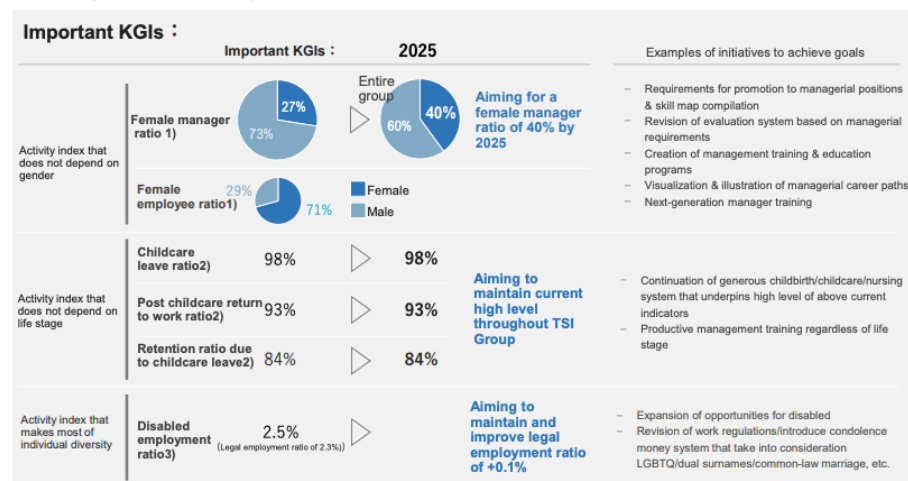 Important KGIs：
Important KGIs：
2025
Examples of initiatives to achieve goals
Activity index that
does not depend on
gender
Female manager
ratio 1)
27%
73%
Entire
group
40%
60%
Aiming for a
female manager
ratio of 40% by
2025
－ Requirements for promotion to managerial positions
& skill map compilation
－ Revision of evaluation system based on managerial
requirements
－ Creation of management training & education
programs
－ Visualization & illustration of managerial career paths
－ Next-generation manager training
Female
employee ratio1)
29%
71%
Female
Male
Activity index that
does not depend on
life stage
Childcare
leave ratio2)
98%
98%
Post childcare return
to work ratio2)
93%
93%
Retention ratio due
to childcare leave2)
84%
84%
Aiming to
maintain current
high level
throughout TSI
Group
－ Continuation of generous childbirth/childcare/nursing
system that underpins high level of above current
indicators
－ Productive management training regardless of life
stage
Activity index that
makes most of
individual diversity
Disabled
employment
ratio3)
2.5%
(Legal employment ratio of 2.3%))
Aiming to
maintain and
improve legal
employment ratio
of +0.1%
－ Expansion of opportunities for disabled
－ Revision of work regulations/introduce condolence
money system that take into consideration
LGBTQ/dual surnames/common-law marriage, etc.